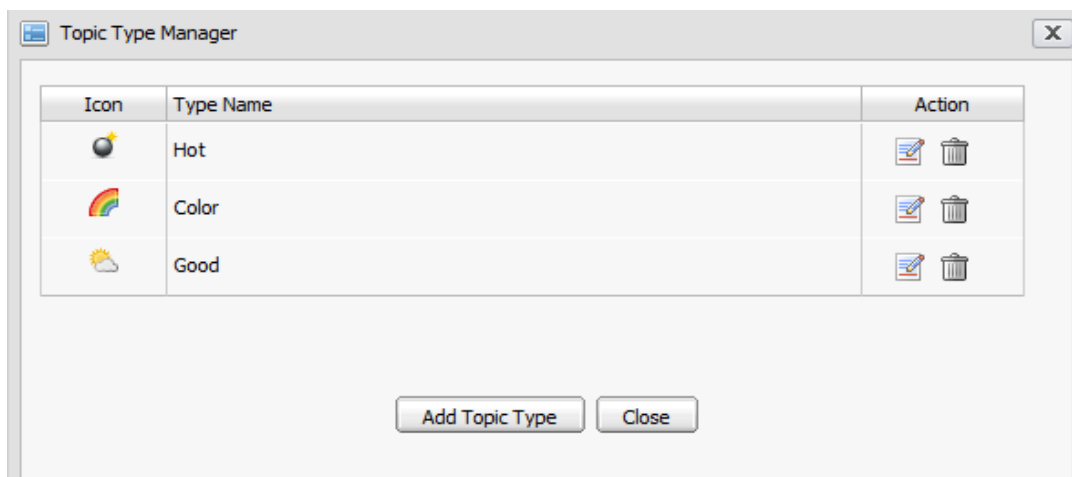 Topic Type Manager
Icon Type Name Action
Hot
Color
Good
Add Topic Type Close